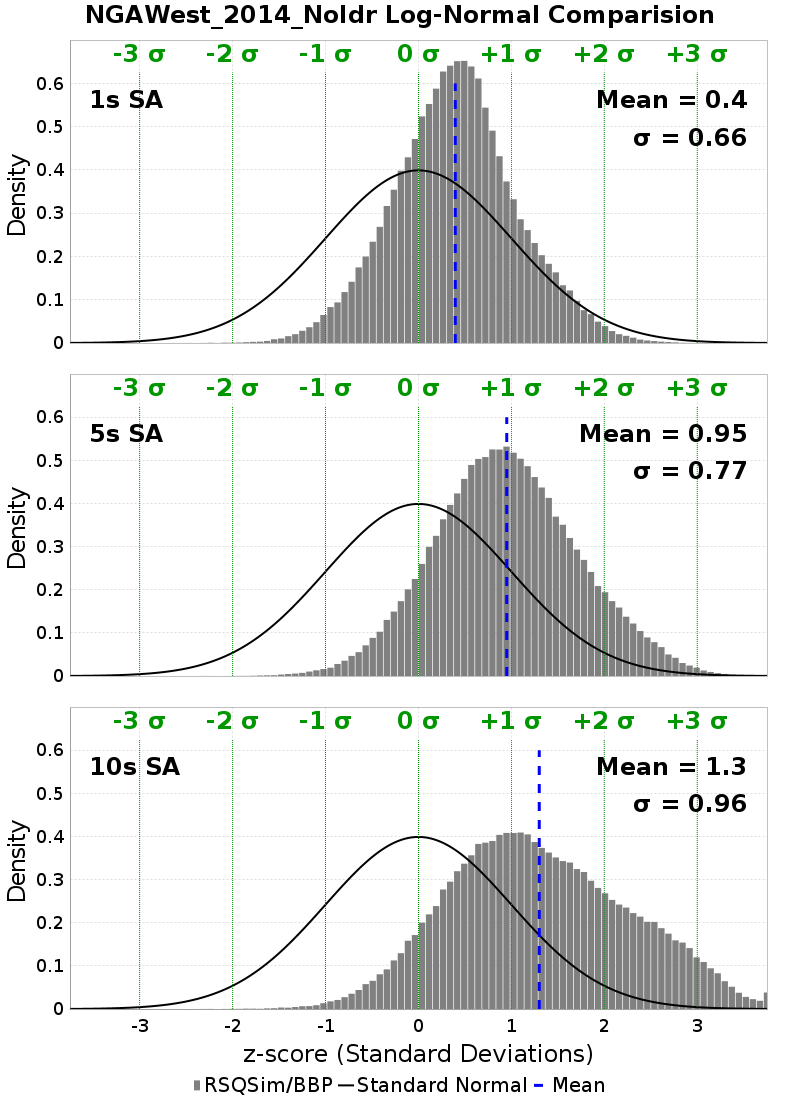 NGAWest_2014_NoIdr Log-Normal Comparision
-3 σ -2 σ -1 σ 0 σ +1 σ +2 σ +3 σ
1s SA
Mean = 0.4
σ = 0.66
Density
0.6
0.5
0.4
0.3
0.2
0.1
0
-3 σ -2 σ -1 σ 0 σ +1 σ +2 σ +3 σ
5s SA
Mean = 0.95
σ = 0.77
Density
0.6
0.5
0.4
0.3
0.2
0.1
0
-3 σ -2 σ -1 σ 0 σ +1 σ +2 σ +3 σ
10s SA
Mean = 1.3
σ = 0.96
Density
0.6
0.5
0.4
0.3
0.2
0.1
0
-3 -2 -1 0 1 2 3
z-score (Standard Deviations)
RSQSim/BBP Standard Normal Mean